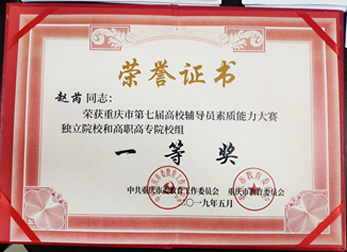 荣誉证书
赵芮同志：
荣获重庆市第七届高校辅导员素质能力大赛
独立院校和高职高专院校组
一等奖
中共重庆市委教育工作委员会 重庆市教育委员会
二〇一九年五月